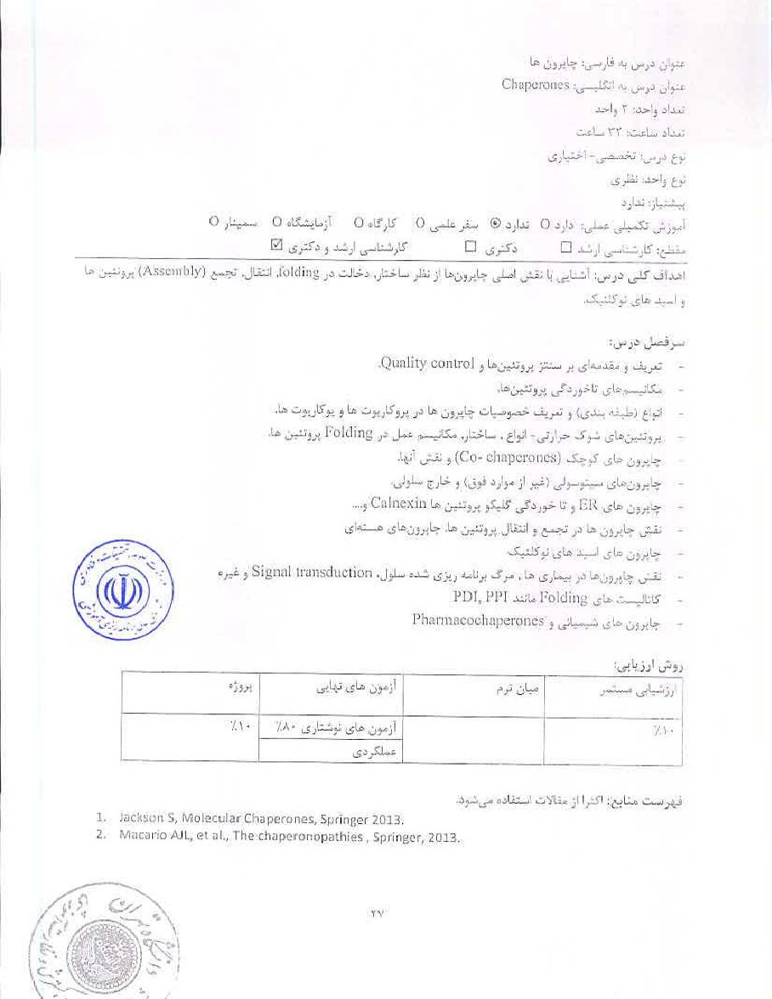 عنوان درس به فارسی: چاپرون ها
عنوان درس به انگلیسی: Chaperones
تعداد واحد: ۲ واحد
تعداد ساعت: ۳۲ ساعت
نوع درس: تخصصی- اختیاری
نوع واحد: نظری
پیشنیاز: ندارد
آموزش تکمیلی عملی: دارد O ندارد ⦿ سفر علمی O کارگاه O آزمایشگاه O سمینار O
مقطع: کارشناسی ارشد ☐ دکتری ☐ کارشناسی ارشد و دکتری ☑
اهداف کلی درس: آشنایی با نقش اصلی چاپرون‌ها از نظر ساختار، دخالت در folding، انتقال، تجمع (Assembly) پروتئین ها
و اسید های نوکلئیک.
سرفصل درس:
- تعریف و مقدمه‌ای بر سنتز پروتئین‌ها و Quality control.
- مکانیسم‌های تاخوردگی پروتئین‌ها.
- انواع (طبقه بندی) و تعریف خصوصیات چاپرون ها در پروکاریوت ها و یوکاریوت ها.
- پروتئین‌های شوک حرارتی- انواع ، ساختار، مکانیسم عمل در Folding پروتئین ها.
- چاپرون های کوچک (Co- chaperones) و نقش آنها.
- چاپرون‌های سیتوسولی (غیر از موارد فوق) و خارج سلولی.
- چاپرون های ER و تا خوردگی گلیکو پروتئین ها Calnexin و....
- نقش چاپرون ها در تجمع و انتقال پروتئین ها، چاپرون‌های هسته‌ای
- چاپرون های اسید های نوکلئیک
- نقش چاپرون‌ها در بیماری ها ، مرگ برنامه ریزی شده سلول، Signal transduction و غیره
- کاتالیست های Folding مانند PDI, PPI
- چاپرون های شیمیائی و Pharmacochaperones
روش ارزیابی:
ارزشیابی مستمر میان ترم آزمون های نهایی پروژه
۱۰٪ آزمون های نوشتاری ۸۰٪ ۱۰٪
عملکردی
فهرست منابع: اکثرا از مقالات استفاده می‌شود.
1. Jackson S, Molecular Chaperones, Springer 2013.
2. Macario AJL, et al., The chaperonopathies , Springer, 2013.
۲۷